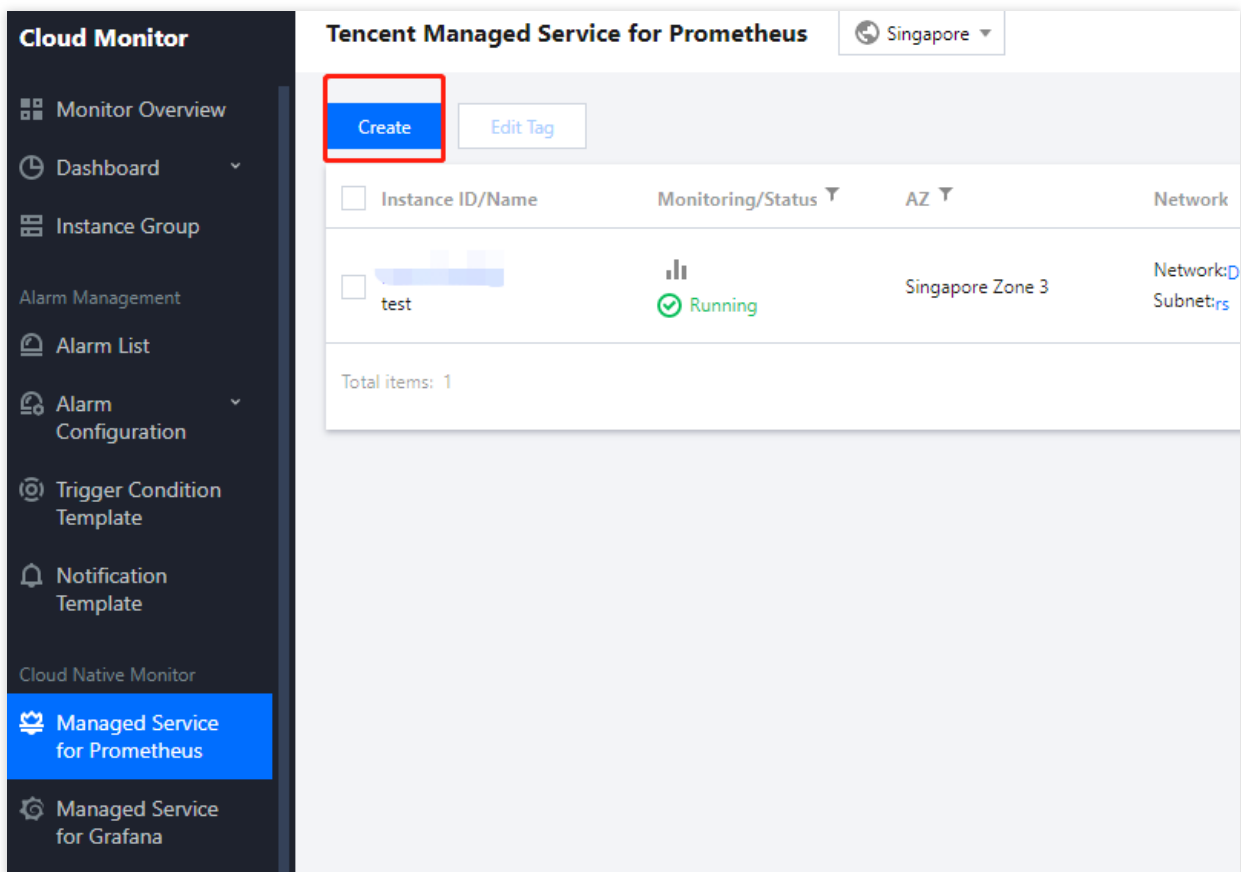 Cloud Monitor
Monitor Overview
Dashboard
Instance Group
Alarm Management
Alarm List
Alarm
Configuration
Trigger Condition
Template
Notification
Template
Cloud Native Monitor
Managed Service
for Prometheus
Managed Service
for Grafana
Tencent Managed Service for Prometheus
Singapore
Create
Edit Tag
Instance ID/Name
Monitoring/Status
AZ
Network
test
Running
Singapore Zone 3
Network:D
Subnet:rs
Total items: 1